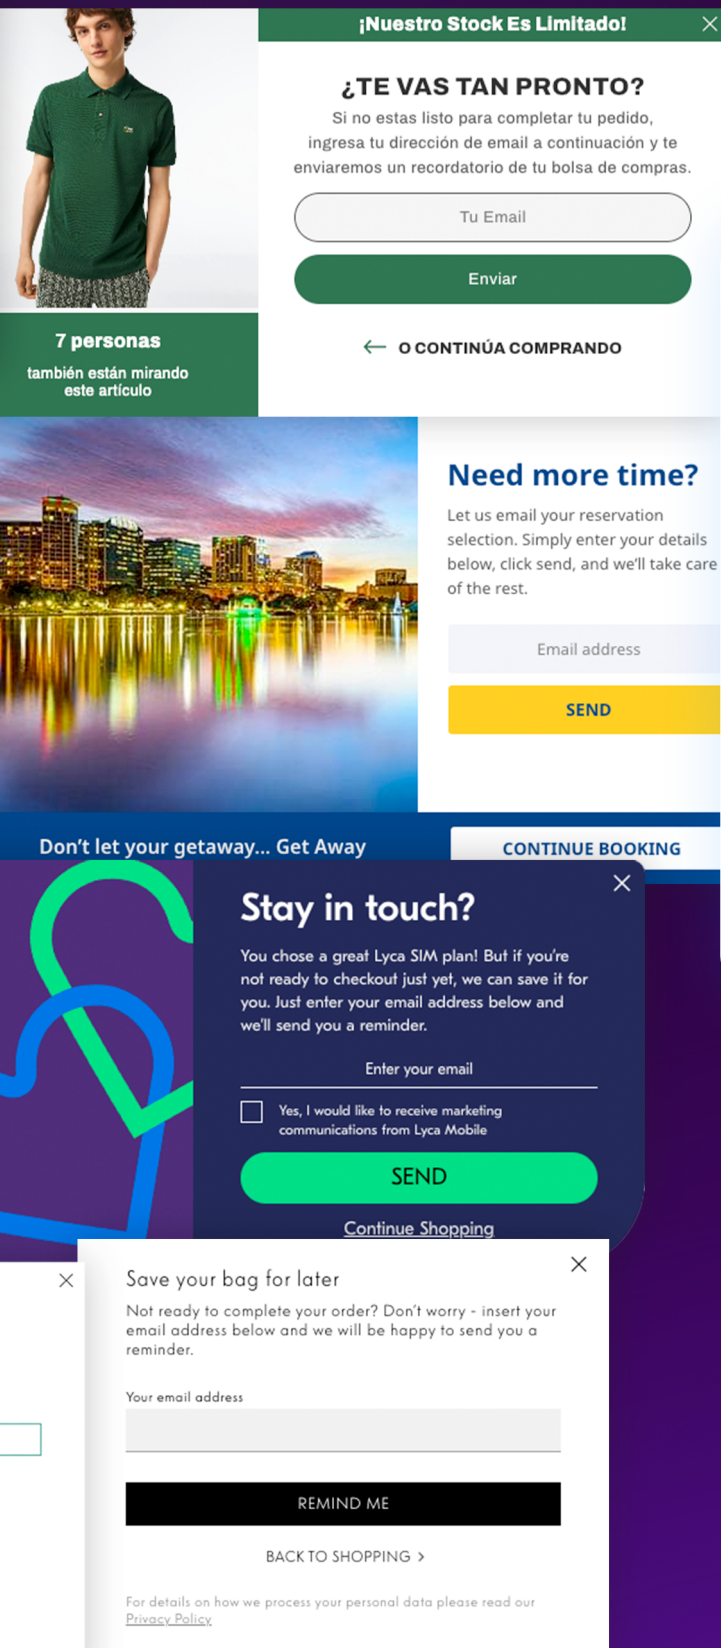 ¡Nuestro Stock Es Limitado!
¿TE VAS TAN PRONTO?
Si no estas listo para completar tu pedido,
ingresa tu dirección de email a continuación y te
enviaremos un recordatorio de tu bolsa de compras.
Tu Email
Enviar
O CONTINÚA COMPRANDO
7 personas
también están mirando
este artículo
Need more time?
Let us email your reservation
selection. Simply enter your details
below, click send, and we'll take care
of the rest.
Email address
SEND
Don't let your getaway... Get Away
CONTINUE BOOKING
Stay in touch?
You chose a great Lyca SIM plan! But if you're
not ready to checkout just yet, we can save it for
you. Just enter your email address below and
we'll send you a reminder.
Enter your email
Yes, I would like to receive marketing
communications from Lyca Mobile
SEND
Continue Shopping
Save your bag for later
Not ready to complete your order? Don't worry - insert your
email address below and we will be happy to send you a
reminder.
Your email address
REMIND ME
BACK TO SHOPPING >
For details on how we process your personal data please read our
Privacy Policy